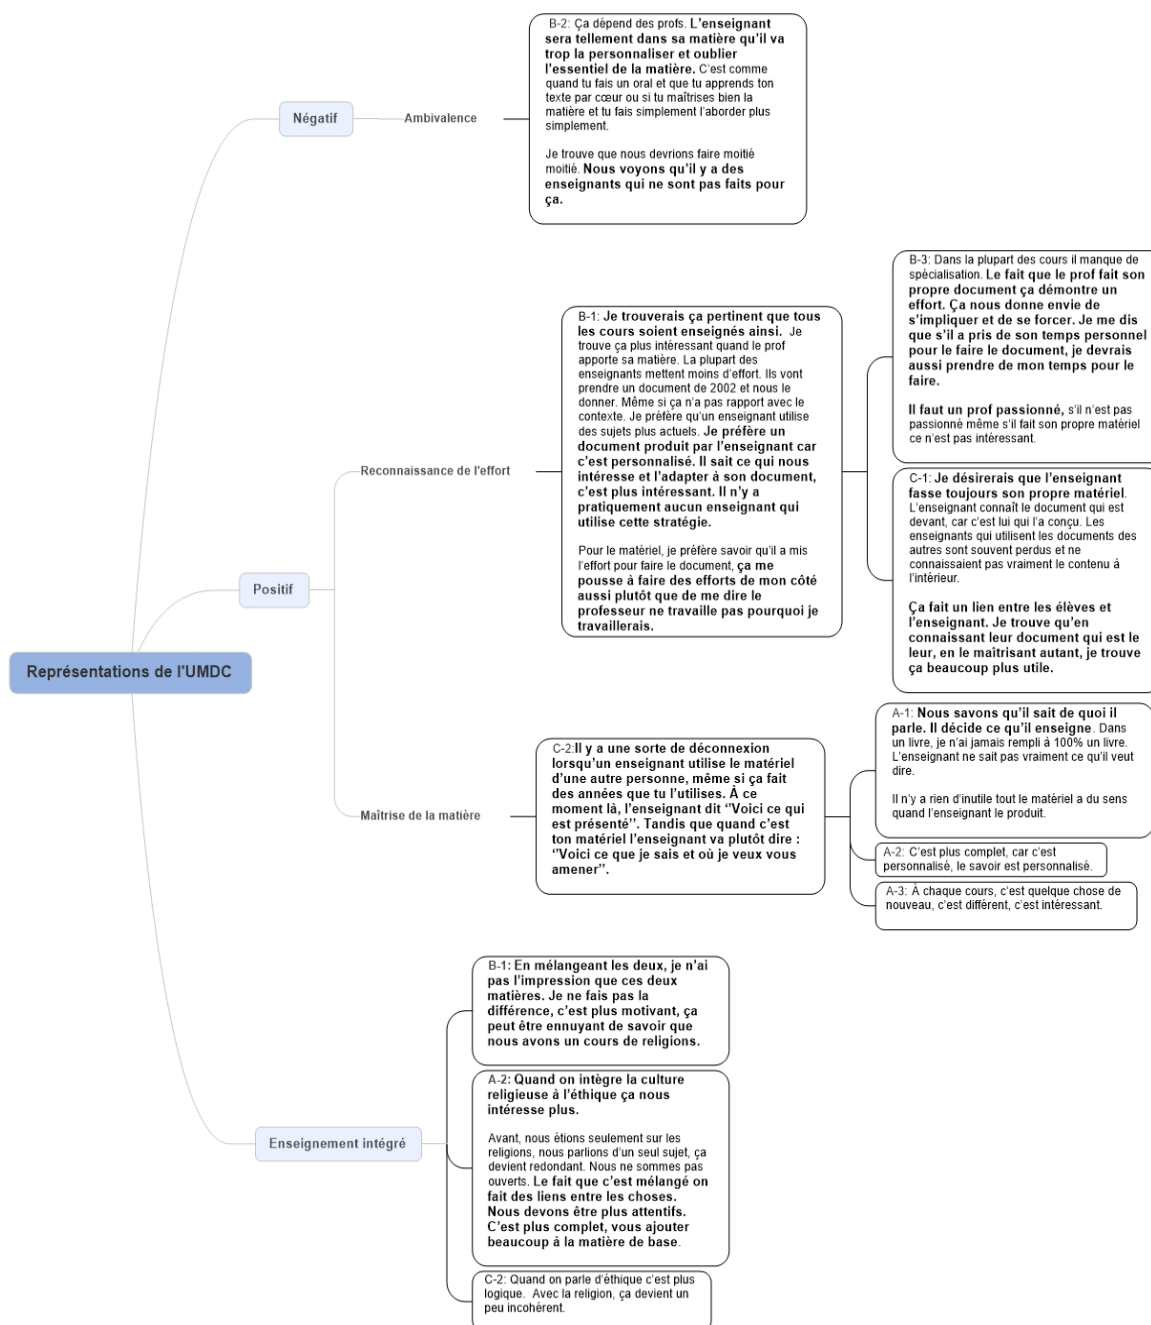 B-2: Ça dépend des profs. L'enseignant
sera tellement dans sa matière qu'il va
trop la personnaliser et oublier
l'essentiel de la matière. C'est comme
quand tu fais un oral et que tu apprends ton
texte par cœur ou si tu maîtrises bien la
matière et tu fais simplement l'aborder plus
simplement.
Je trouve que nous devrions faire moitié
moitié. Nous voyons qu'il y a des
enseignants qui ne sont pas faits pour
ça.
Négatif
Ambivalence
B-1: Je trouverais ça pertinent que tous
les cours soient enseignés ainsi. Je
trouve ça plus intéressant quand le prof
apporte sa matière. La plupart des
enseignants mettent moins d'effort. Ils vont
prendre un document de 2002 et nous le
donner. Même si ça n'a pas rapport avec le
contexte. Je préfère qu'un enseignant utilise
des sujets plus actuels. Je préfère un
document produit par l'enseignant car
c'est personnalisé. Il sait ce qui nous
intéresse et l'adapter à son document,
c'est plus intéressant. Il n'y a
pratiquement aucun enseignant qui
utilise cette stratégie.
Pour le matériel, je préfère savoir qu'il a mis
l'effort pour faire le document, ça me
pousse à faire des efforts de mon côté
aussi plutôt que de me dire le
professeur ne travaille pas pourquoi je
travaillerais.
B-3: Dans la plupart des cours il manque de
spécialisation. Le fait que le prof fait son
propre document ça démontre un
effort. Ça nous donne envie de
s'impliquer et de se forcer. Je me dis
que s'il a pris de son temps personnel
pour le faire le document, je devrais
aussi prendre de mon temps pour le
faire.
Il faut un prof passionné, s'il n'est pas
passionné même s'il fait son propre matériel
ce n'est pas intéressant.
Reconnaissance de l'effort
C-1: Je désirerais que l'enseignant
fasse toujours son propre matériel.
L'enseignant connaît le document qui est
devant, car c'est lui qui l'a conçu. Les
enseignants qui utilisent les documents des
autres sont souvent perdus et ne
connaissaient pas vraiment le contenu à
l'intérieur.
Ça fait un lien entre les élèves et
l'enseignant. Je trouve qu'en
connaissant leur document qui est le
leur, en le maîtrisant autant, je trouve
ça beaucoup plus utile.
Positif
Représentations de l'UMDC
C-2:Il y a une sorte de déconnexion
lorsqu'un enseignant utilise le matériel
d'une autre personne, même si ça fait
des années que tu l'utilises. À ce
moment là, l'enseignant dit ‘'Voici ce qui
est présenté''. Tandis que quand c'est
ton matériel l'enseignant va plutôt dire :
‘'Voici ce que je sais et où je veux vous
amener''.
Maîtrise de la matière
A-1: Nous savons qu'il sait de quoi il
parle. Il décide ce qu'il enseigne. Dans
un livre, je n'ai jamais rempli à 100% un livre.
L'enseignant ne sait pas vraiment ce qu'il veut
dire.
Il n'y a rien d'inutile tout le matériel a du sens
quand l'enseignant le produit.
A-2: C'est plus complet, car c'est
personnalisé, le savoir est personnalisé.
A-3: À chaque cours, c'est quelque chose de
nouveau, c'est différent, c'est intéressant.
B-1: En mélangeant les deux, je n'ai
pas l'impression que ces deux
matières. Je ne fais pas la
différence, c'est plus motivant, ça
peut être ennuyant de savoir que
nous avons un cours de religions.
A-2: Quand on intègre la culture
religieuse à l'éthique ça nous
intéresse plus.
Avant, nous étions seulement sur les
religions, nous parlions d'un seul sujet, ça
devient redondant. Nous ne sommes pas
ouverts. Le fait que c'est mélangé on
fait des liens entre les choses.
Nous devons être plus attentifs.
C'est plus complet, vous ajouter
beaucoup à la matière de base.
Enseignement intégré
C-2: Quand on parle d'éthique c'est plus
logique. Avec la religion, ça devient un
peu incohérent.